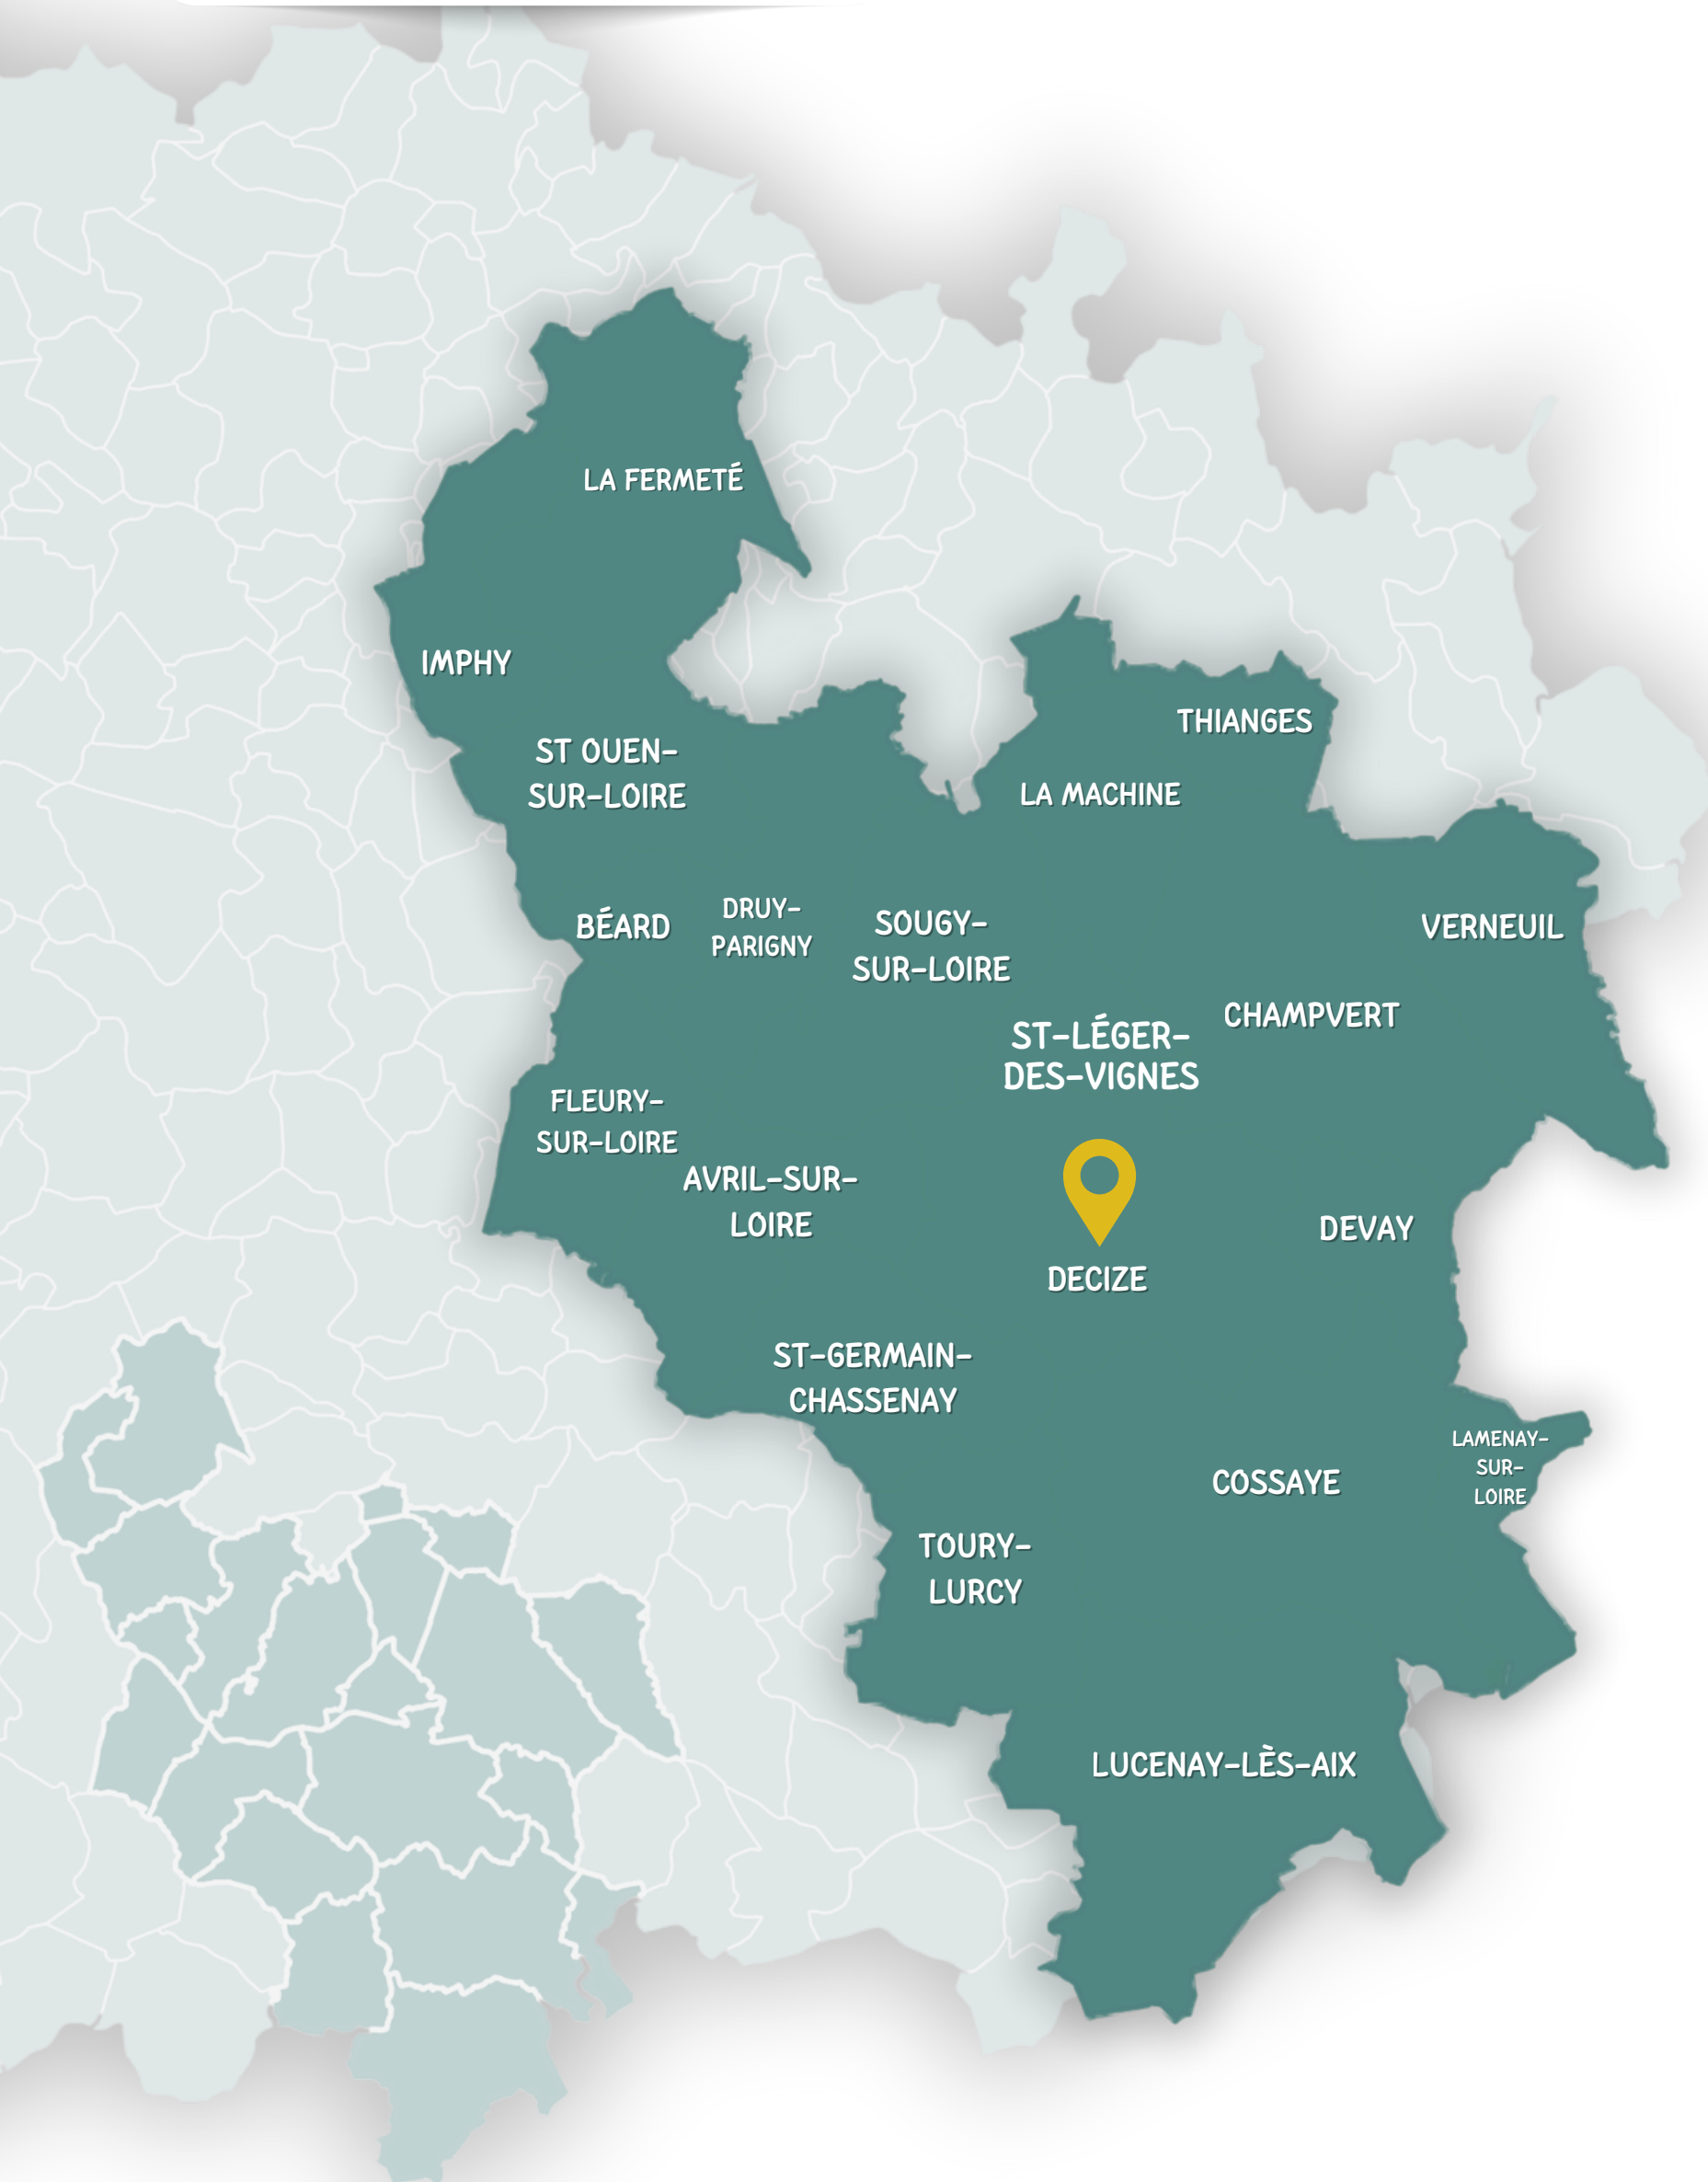 LA FERMETÉ
IMPHY
THIANGES
ST OUEN-
SUR-LOIRE
LA MACHINE
BÉARD
DRUY-
PARIGNY
SOUGY-
SUR-LOIRE
VERNEUIL
CHAMPVERT
ST-LÉGER-
DES-VIGNES
FLEURY-
SUR-LOIRE
AVRIL-SUR-
LOIRE
DEVAY
DECIZE
ST-GERMAIN-
CHASSENAY
LAMENAY-
SUR-
LOIRE
COSSAYE
TOURY-
LURCY
LUCENAY-LÈS-AIX